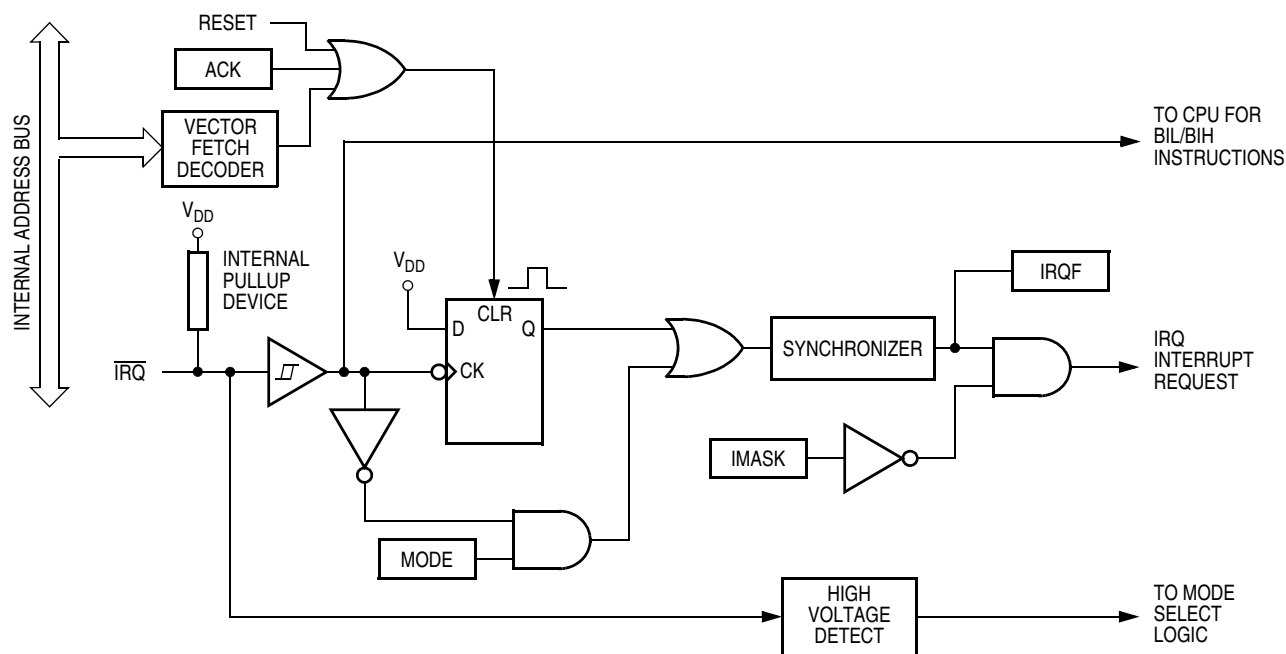 RESET
ACK
VECTOR
FETCH
DECODER
INTERNAL ADDRESS BUS
TO CPU FOR
BIL/BIH
INSTRUCTIONS
VDD
INTERNAL
PULLUP
DEVICE
VDD
CLR
D
Q
CK
IRQF
SYNCHRONIZER
IRQ
IRQ
INTERRUPT
REQUEST
IMASK
MODE
HIGH
VOLTAGE
DETECT
TO MODE
SELECT
LOGIC